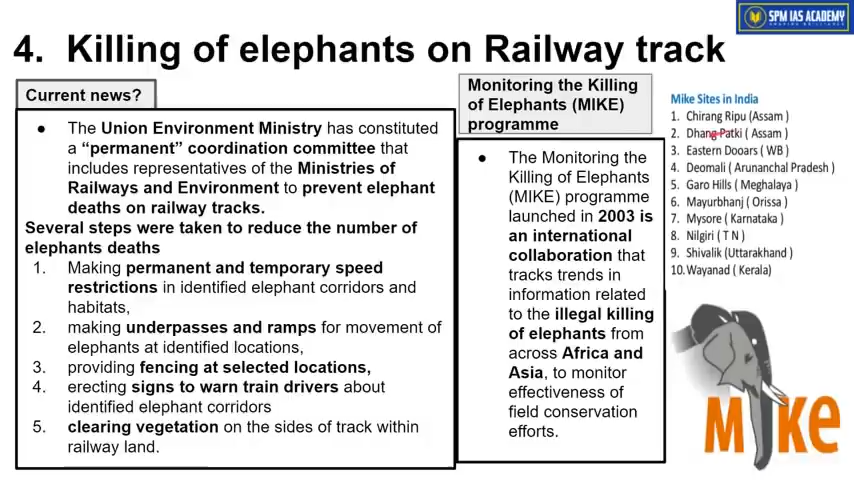 SPM IAS ACADEMY
4. Killing of elephants on Railway track
Current news?
● The Union Environment Ministry has constituted
a “permanent” coordination committee that
includes representatives of the Ministries of
Railways and Environment to prevent elephant
deaths on railway tracks.
Several steps were taken to reduce the number of
elephants deaths
1. Making permanent and temporary speed
restrictions in identified elephant corridors and
habitats,
2. making underpasses and ramps for movement of
elephants at identified locations,
3. providing fencing at selected locations,
4. erecting signs to warn train drivers about
identified elephant corridors
5. clearing vegetation on the sides of track within
railway land.
Monitoring the Killing
of Elephants (MIKE)
programme
● The Monitoring the
Killing of Elephants
(MIKE) programme
launched in 2003 is
an international
collaboration that
tracks trends in
information related
to the illegal killing
of elephants from
across Africa and
Asia, to monitor
effectiveness of
field conservation
efforts.
Mike Sites in India
1. Chirang Ripu (Assam )
2. Dhang Patki ( Assam )
3. Eastern Dooars ( WB )
4. Deomali ( Arunanchal Pradesh )
5. Garo Hills ( Meghalaya )
6. Mayurbhanj ( Orissa )
7. Mysore ( Karnataka )
8. Nilgiri ( T N )
9. Shivalik (Uttarakhand )
10. Wayanad ( Kerala)
MIKE